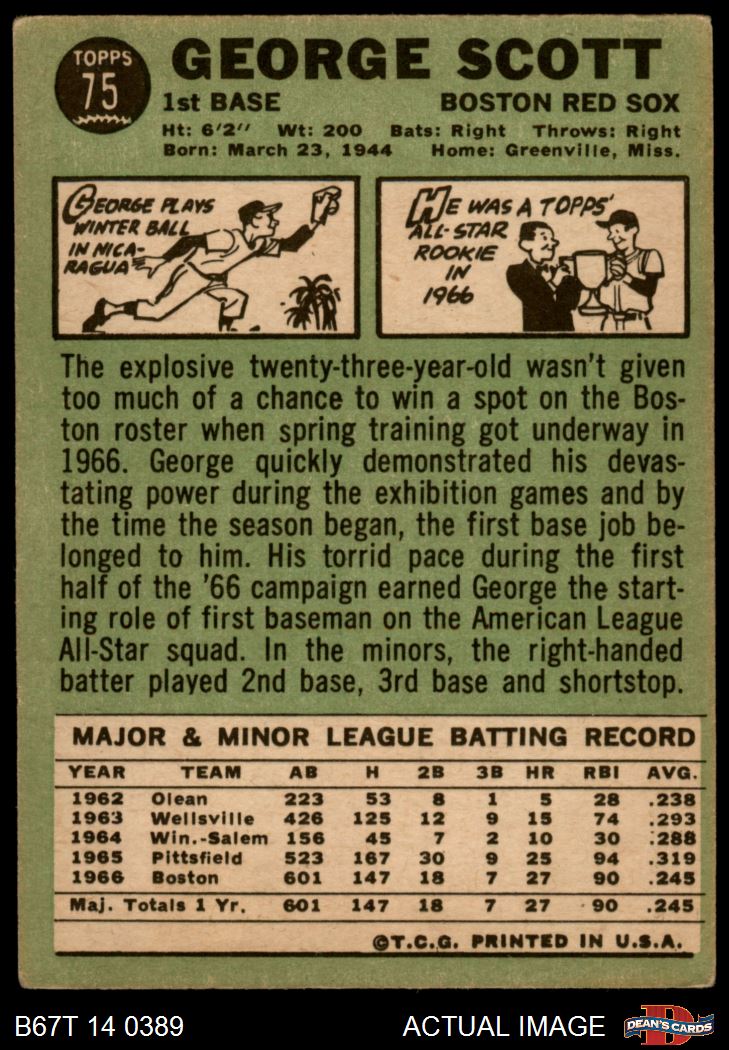 TOPPS
75
GEORGE SCOTT
1st BASE BOSTON RED SOX
Ht: 6'2" Wt: 200 Bats: Right Throws: Right
Born: March 23, 1944 Home: Greenville, Miss.
GEORGE PLAYS
WINTER BALL
IN NICA-
RAGUA
HE WAS A TOPPS'
ALL-STAR
ROOKIE
IN
1966
The explosive twenty-three-year-old wasn't given
too much of a chance to win a spot on the Bos-
ton roster when spring training got underway in
1966. George quickly demonstrated his devas-
tating power during the exhibition games and by
the time the season began, the first base job be-
longed to him. His torrid pace during the first
half of the '66 campaign earned George the start-
ing role of first baseman on the American League
All-Star squad. In the minors, the right-handed
batter played 2nd base, 3rd base and shortstop.
MAJOR & MINOR LEAGUE BATTING RECORD
YEAR TEAM AB H 2B 3B HR RBI AVG.
1962 Olean 223 53 8 1 5 28 .238
1963 Wellsville 426 125 12 9 15 74 .293
1964 Win.-Salem 156 45 7 2 10 30 .288
1965 Pittsfield 523 167 30 9 25 94 .319
1966 Boston 601 147 18 7 27 90 .245
Maj. Totals 1 Yr. 601 147 18 7 27 90 .245
©T.C.G. PRINTED IN U.S.A.
B67T 14 0389 ACTUAL IMAGE
D
DEAN'S CARDS